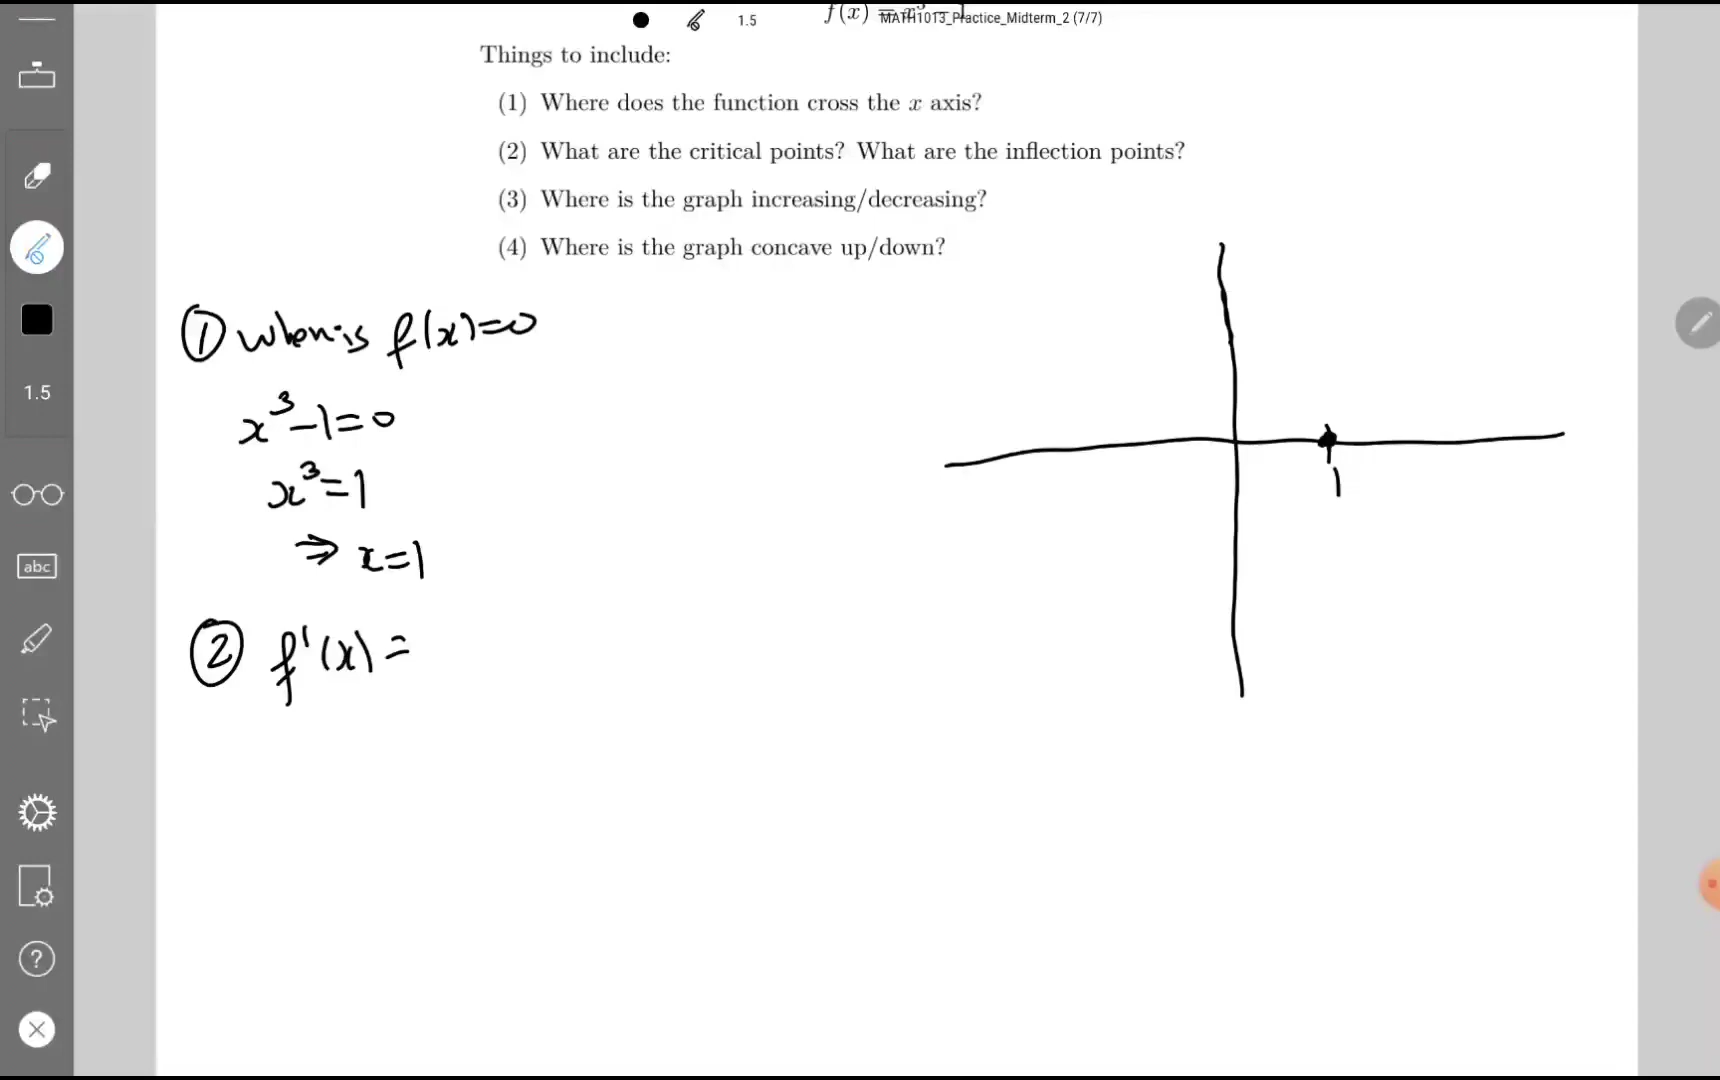 1.5
f(x) = x³ − 1
MATH1013_Practice_Midterm_2 (7/7)
Things to include:
(1) Where does the function cross the x axis?
(2) What are the critical points? What are the inflection points?
(3) Where is the graph increasing/decreasing?
(4) Where is the graph concave up/down?
① when is f(x)=0
x³-1=0
x³=1
⇒ x=1
② f'(x)=
1
1.5
abc
?